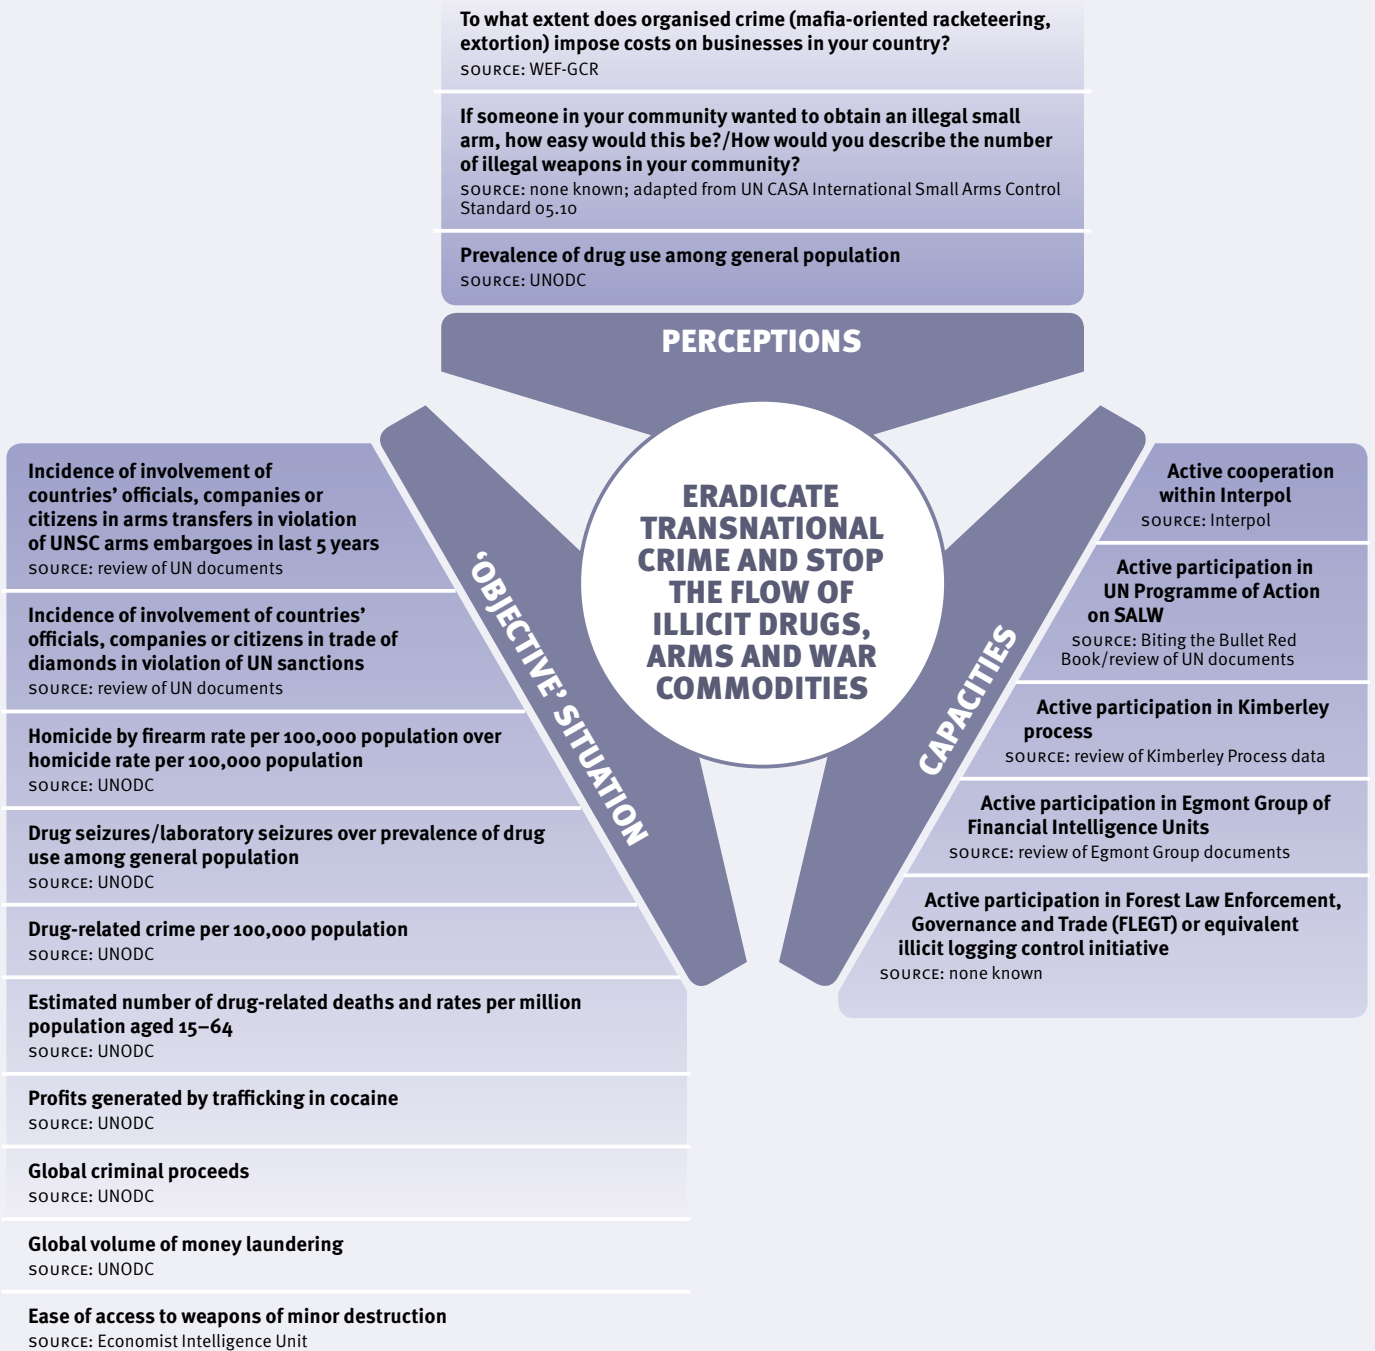 To what extent does organised crime (mafia-oriented racketeering,
extortion) impose costs on businesses in your country?
SOURCE: WEF-GCR
If someone in your community wanted to obtain an illegal small
arm, how easy would this be?/How would you describe the number
of illegal weapons in your community?
SOURCE: none known; adapted from UN CASA International Small Arms Control
Standard 05.10
Prevalence of drug use among general population
SOURCE: UNODC
PERCEPTIONS
ERADICATE
TRANSNATIONAL
CRIME AND STOP
THE FLOW OF
ILLICIT DRUGS,
ARMS AND WAR
COMMODITIES
‘OBJECTIVE’ SITUATION
Incidence of involvement of
countries’ officials, companies or
citizens in arms transfers in violation
of UNSC arms embargoes in last 5 years
SOURCE: review of UN documents
Incidence of involvement of countries’
officials, companies or citizens in trade of
diamonds in violation of UN sanctions
SOURCE: review of UN documents
Homicide by firearm rate per 100,000 population over
homicide rate per 100,000 population
SOURCE: UNODC
Drug seizures/laboratory seizures over prevalence of drug
use among general population
SOURCE: UNODC
Drug-related crime per 100,000 population
SOURCE: UNODC
Estimated number of drug-related deaths and rates per million
population aged 15–64
SOURCE: UNODC
Profits generated by trafficking in cocaine
SOURCE: UNODC
Global criminal proceeds
SOURCE: UNODC
Global volume of money laundering
SOURCE: UNODC
Ease of access to weapons of minor destruction
SOURCE: Economist Intelligence Unit
CAPACITIES
Active cooperation
within Interpol
SOURCE: Interpol
Active participation in
UN Programme of Action
on SALW
SOURCE: Biting the Bullet Red
Book/review of UN documents
Active participation in Kimberley
process
SOURCE: review of Kimberley Process data
Active participation in Egmont Group of
Financial Intelligence Units
SOURCE: review of Egmont Group documents
Active participation in Forest Law Enforcement,
Governance and Trade (FLEGT) or equivalent
illicit logging control initiative
SOURCE: none known